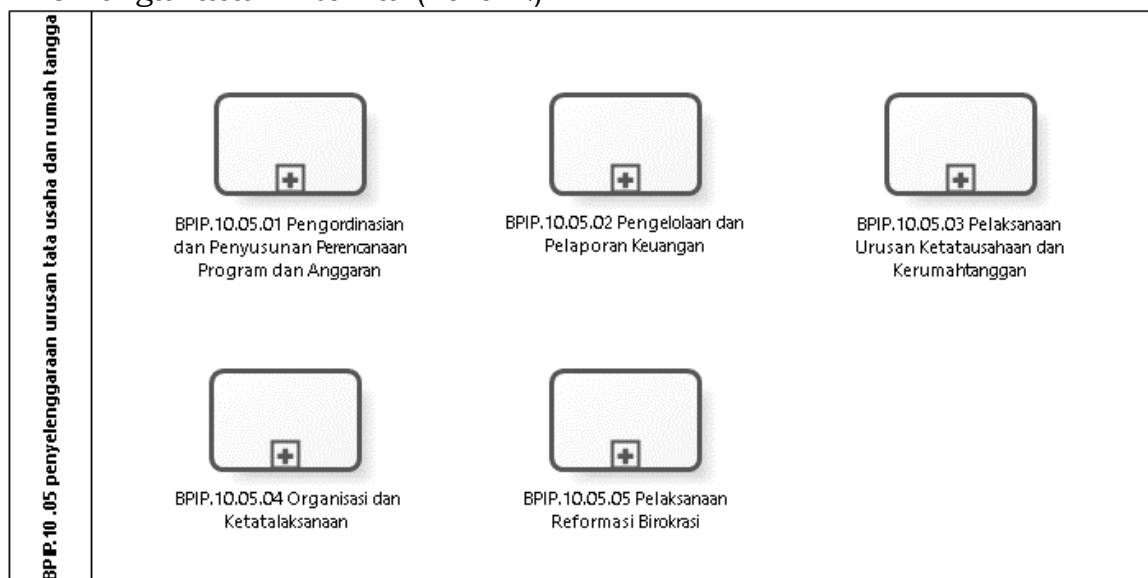 BPIP.10 .05 penyelenggaraan urusan tata usaha dan rumah tangga
BPIP.10.05.01 Pengordinasian
dan Penyusunan Perencanaan
Program dan Anggaran
BPIP.10.05.02 Pengelolaan dan
Pelaporan Keuangan
BPIP.10.05.03 Pelaksanaan
Urusan Ketatausahaan dan
Kerumahtanggan
BPIP.10.05.04 Organisasi dan
Ketatalaksanaan
BPIP.10.05.05 Pelaksanaan
Reformasi Birokrasi